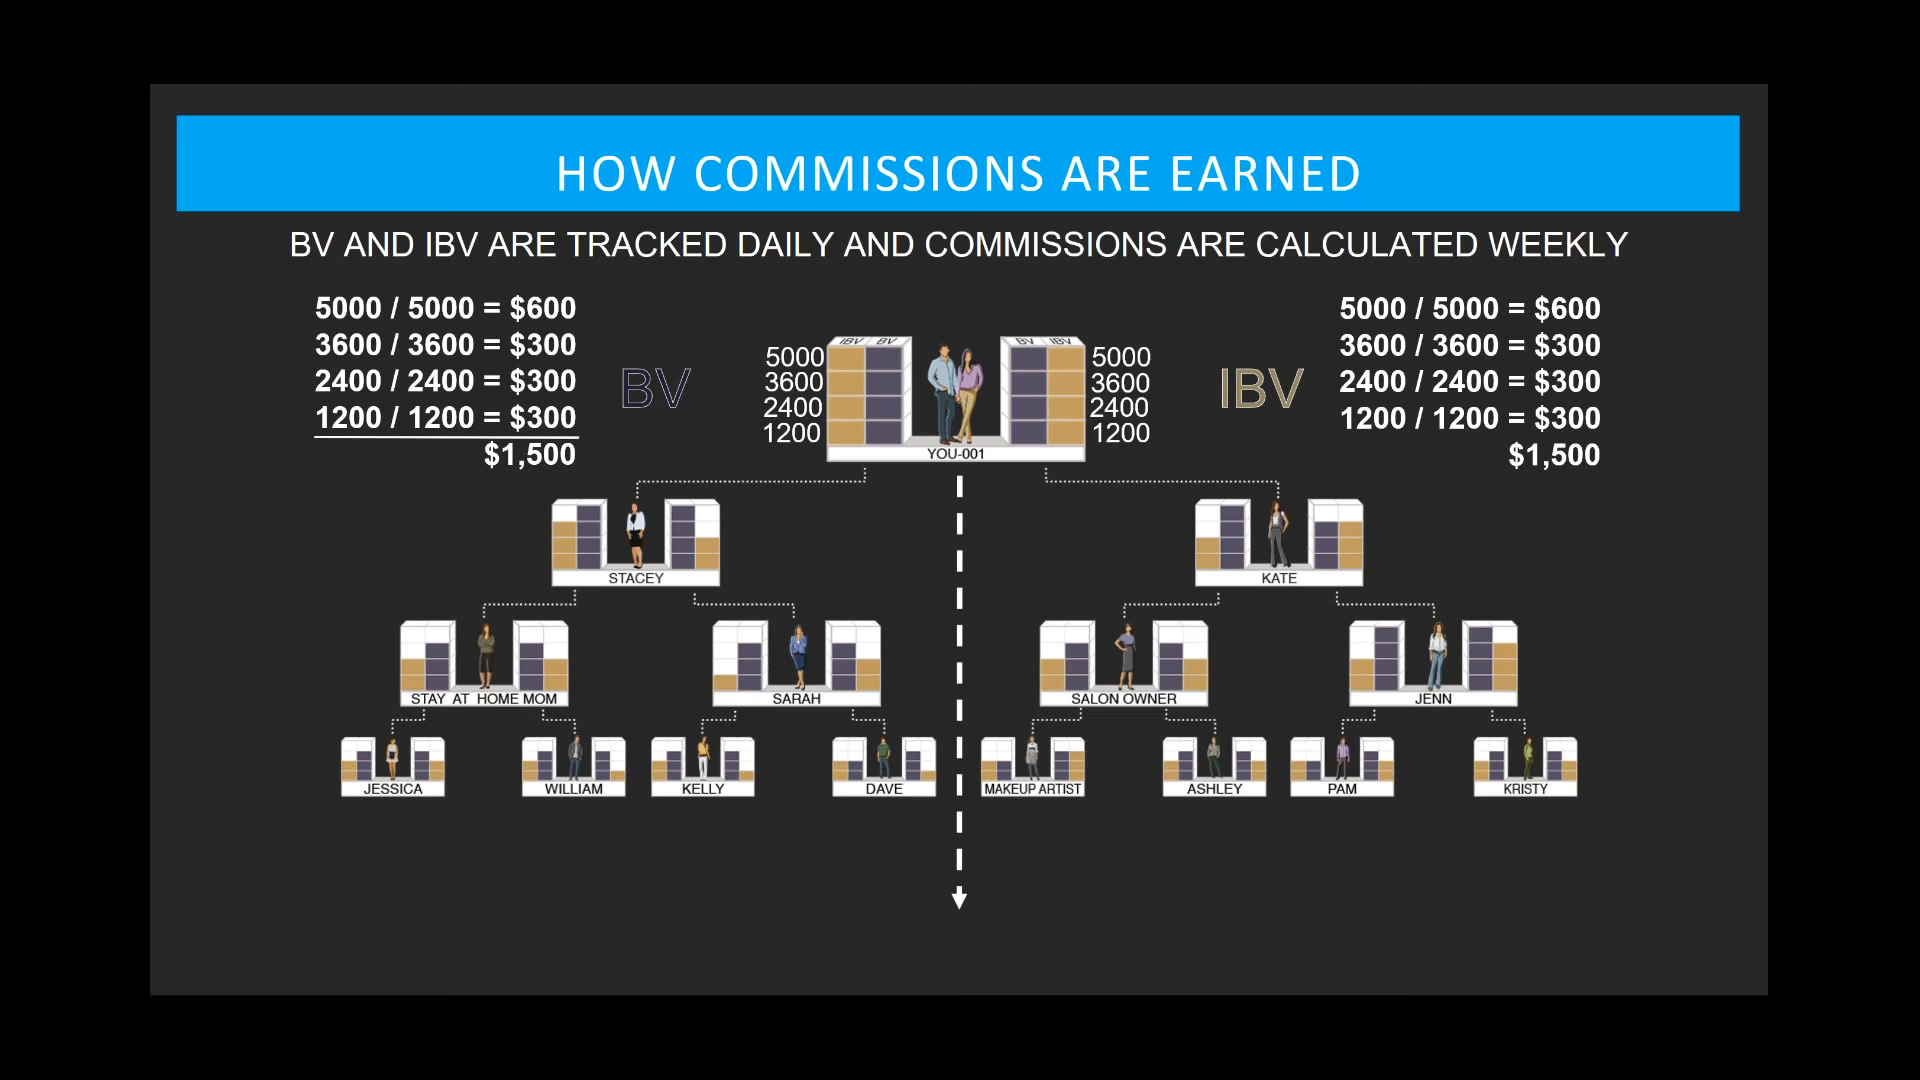 HOW COMMISSIONS ARE EARNED
BV AND IBV ARE TRACKED DAILY AND COMMISSIONS ARE CALCULATED WEEKLY
5000 / 5000 = $600
3600 / 3600 = $300
2400 / 2400 = $300
1200 / 1200 = $300
$1,500
BV
IBV BV
5000
3600
2400
1200
BV IBV
5000
3600
2400
1200
YOU-001
IBV
5000 / 5000 = $600
3600 / 3600 = $300
2400 / 2400 = $300
1200 / 1200 = $300
$1,500
STACEY
KATE
STAY AT HOME MOM
SARAH
SALON OWNER
JENN
JESSICA
WILLIAM
KELLY
DAVE
MAKEUP ARTIST
ASHLEY
PAM
KRISTY